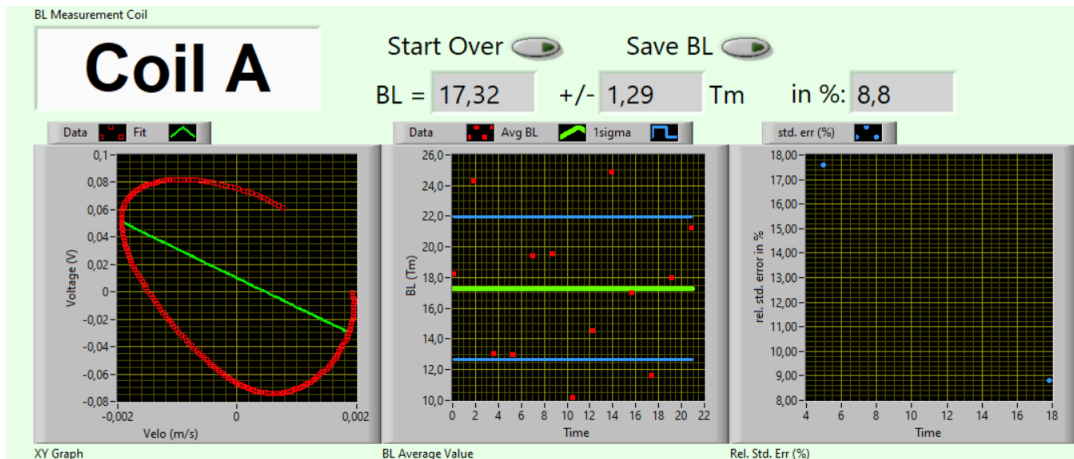 BL Measurement Coil
Coil A
Start Over Save BL
BL = 17,32 +/- 1,29 Tm in %: 8,8
Data Fit
Data Avg BL 1sigma
std. err (%)
0,1
0,08
0,06
0,04
0,02
0
-0,02
-0,04
-0,06
-0,08
Voltage (V)
-0,002 0 0,002
Velo (m/s)
XY Graph
26,0
24,0
22,0
20,0
18,0
16,0
14,0
12,0
10,0
BL (Tm)
0 2 4 6 8 10 12 14 16 18 20 22
Time
BL Average Value
18,00
17,00
16,00
15,00
14,00
13,00
12,00
11,00
10,00
9,00
8,00
rel. std. error in %
4 6 8 10 12 14 16 18
Time
Rel. Std. Err (%)